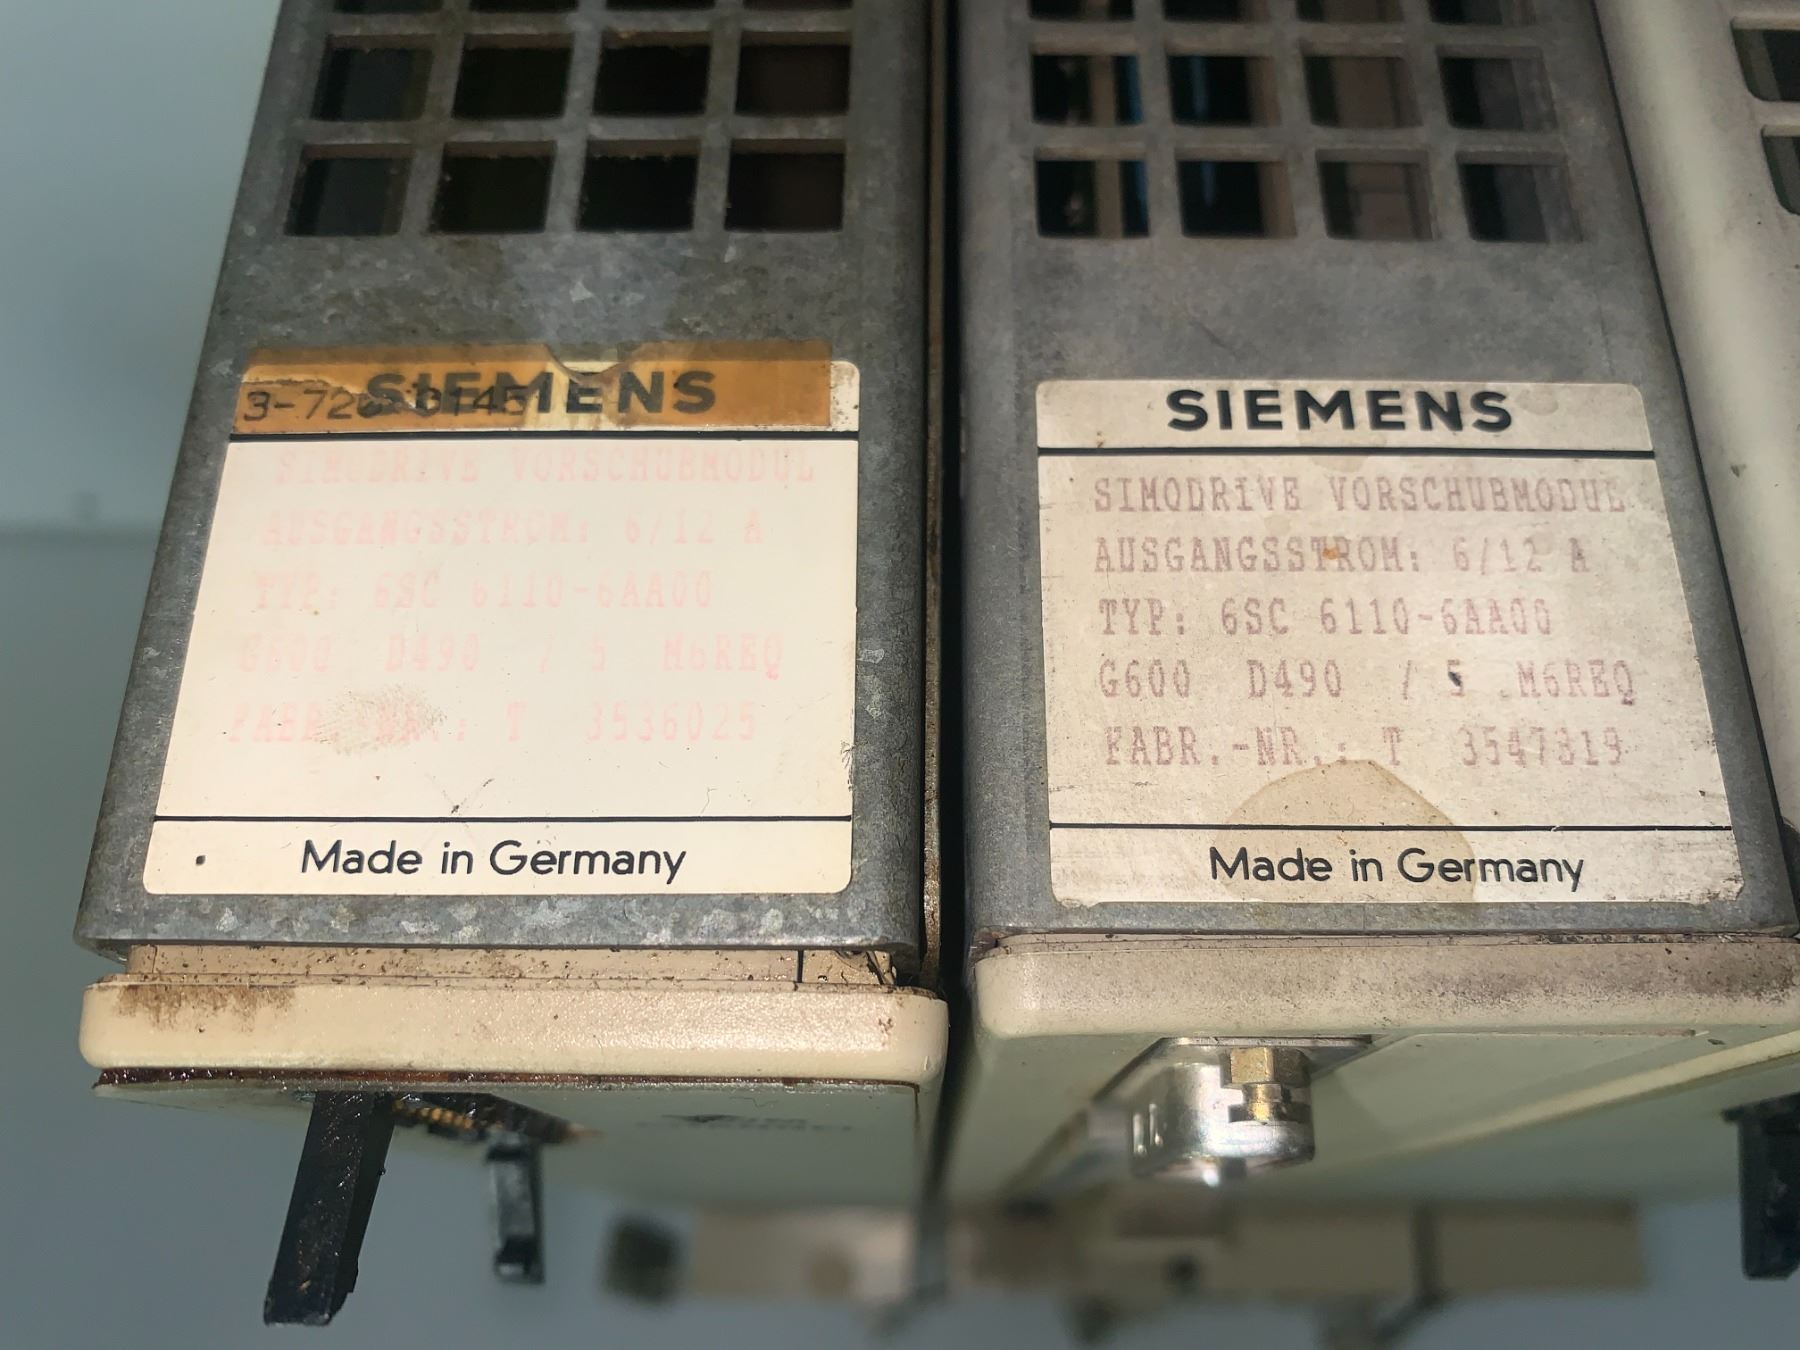 SIEMENS
SIMODRIVE VORSCHUBMODUL
AUSGANGSSTROM: 6/12 A
TYP: 6SC 6110-6AA00
G600 D490 / 5 M6REQ
FABR.-NR.: T 3536025
Made in Germany
SIEMENS
SIMODRIVE VORSCHUBMODUL
AUSGANGSSTROM: 6/12 A
TYP: 6SC 6110-6AA00
G600 D490 / 5 M6REQ
FABR.-NR.: T 3547819
Made in Germany